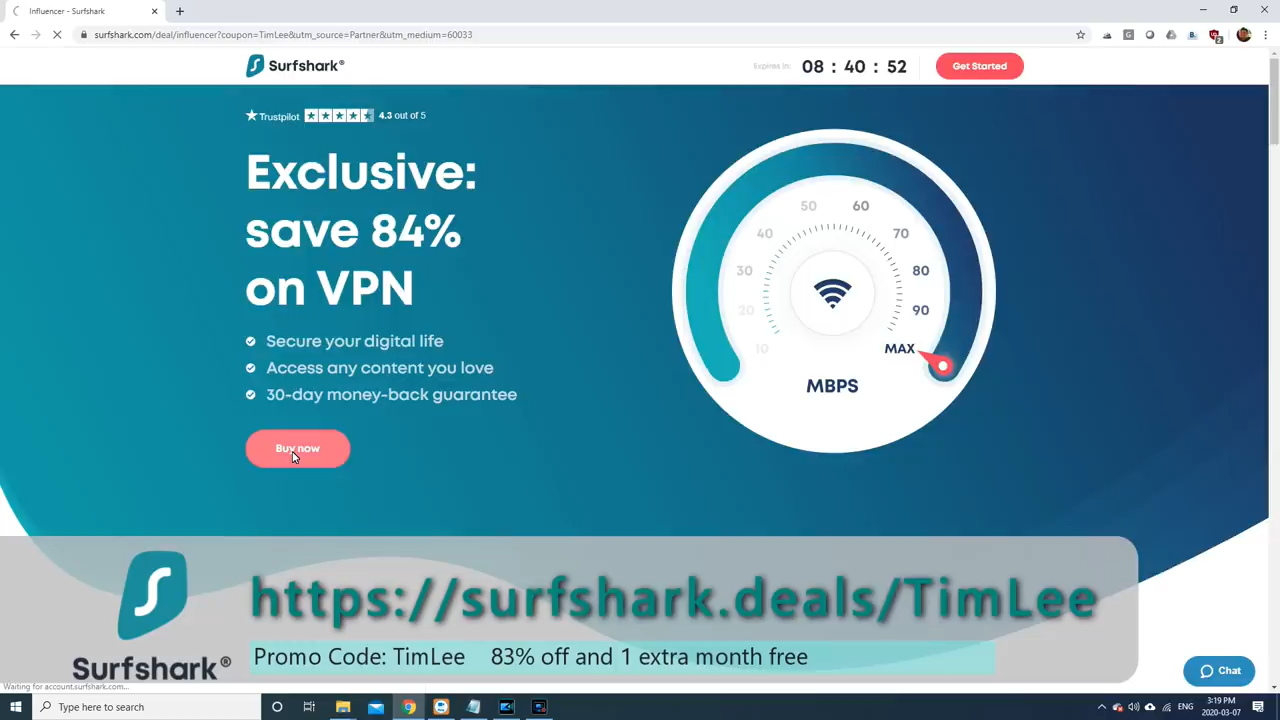 Influencer - Surfshark
surfshark.com/deal/influencer?coupon=TimLee&utm_source=Partner&utm_medium=60033
Surfshark®
Expires in:
08 : 40 : 52
Get Started
Trustpilot
4.3 out of 5
Exclusive:
save 84%
on VPN
Secure your digital life
Access any content you love
30-day money-back guarantee
Buy now
10
20
30
40
50
60
70
80
90
MAX
MBPS
https://surfshark.deals/TimLee
Promo Code: TimLee 83% off and 1 extra month free
Surfshark®
Chat
Waiting for account.surfshark.com...
Type here to search
ENG
3:19 PM
2020-03-07